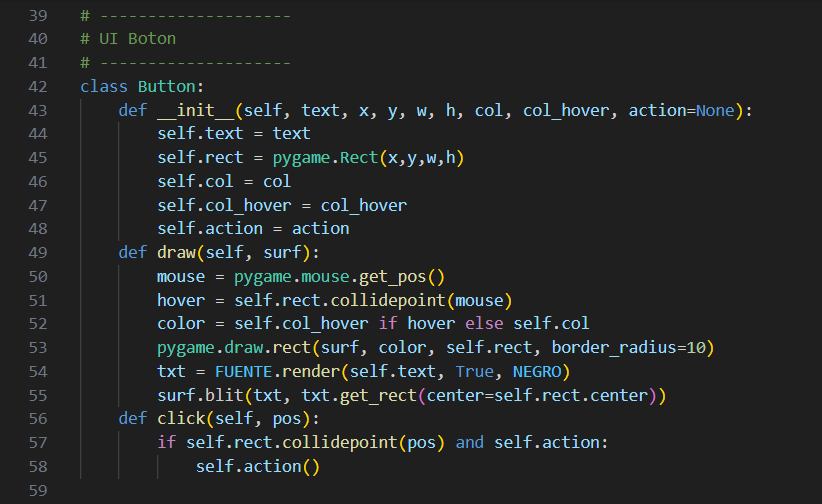 39 # --------------------
40 # UI Boton
41 # --------------------
42 class Button:
43     def __init__(self, text, x, y, w, h, col, col_hover, action=None):
44         self.text = text
45         self.rect = pygame.Rect(x,y,w,h)
46         self.col = col
47         self.col_hover = col_hover
48         self.action = action
49     def draw(self, surf):
50         mouse = pygame.mouse.get_pos()
51         hover = self.rect.collidepoint(mouse)
52         color = self.col_hover if hover else self.col
53         pygame.draw.rect(surf, color, self.rect, border_radius=10)
54         txt = FUENTE.render(self.text, True, NEGRO)
55         surf.blit(txt, txt.get_rect(center=self.rect.center))
56     def click(self, pos):
57         if self.rect.collidepoint(pos) and self.action:
58             self.action()
59